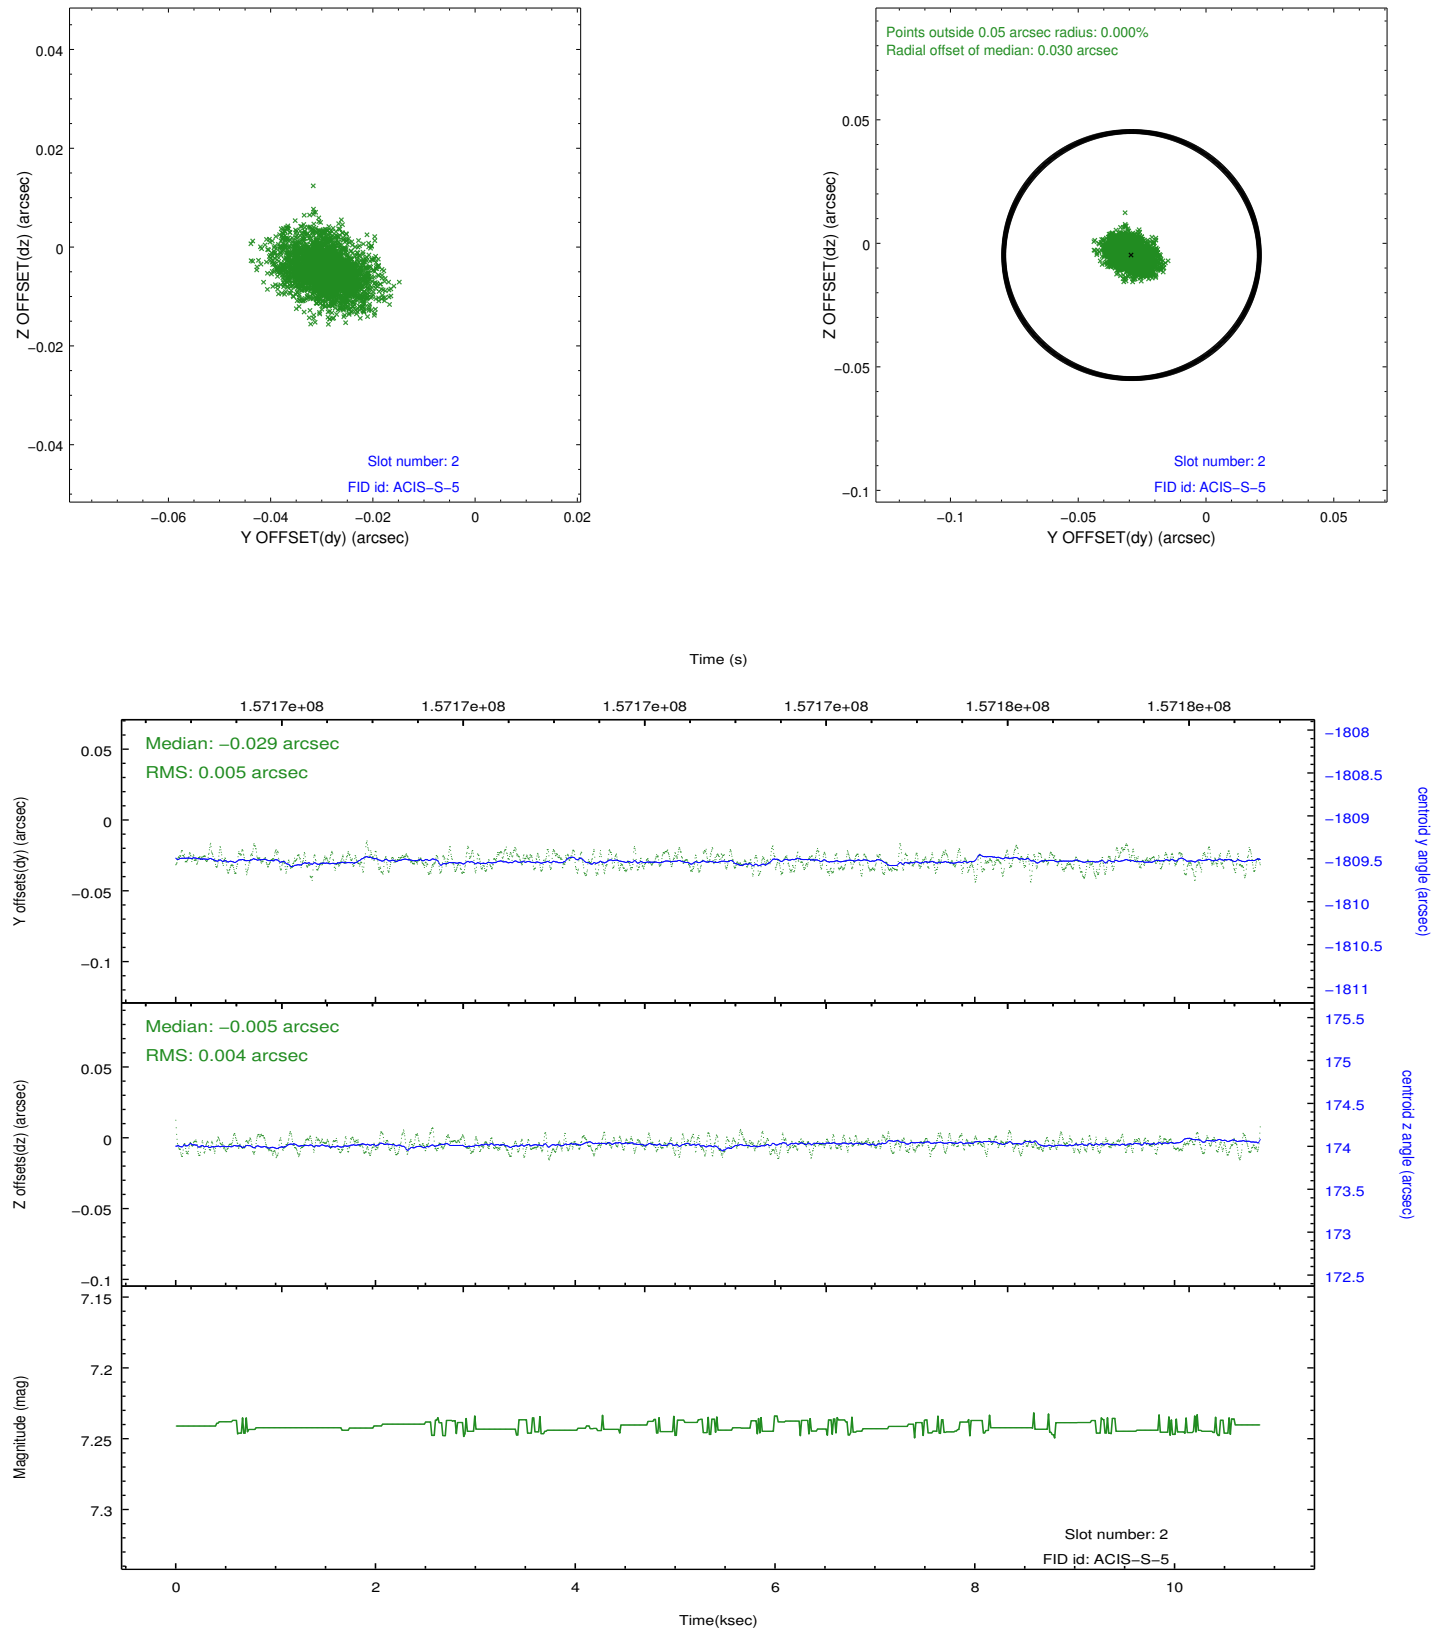 0.04
0.02
0
−0.02
−0.04
Z OFFSET(dz) (arcsec)
Slot number: 2
FID id: ACIS−S−5
−0.06
−0.04
−0.02
0
0.02
Y OFFSET(dy) (arcsec)
Points outside 0.05 arcsec radius: 0.000%
Radial offset of median: 0.030 arcsec
0.05
0
−0.05
−0.1
Z OFFSET(dz) (arcsec)
Slot number: 2
FID id: ACIS−S−5
−0.1
−0.05
0
0.05
Y OFFSET(dy) (arcsec)
Time (s)
1.5717e+08
1.5717e+08
1.5717e+08
1.5717e+08
1.5718e+08
1.5718e+08
Median: −0.029 arcsec
RMS: 0.005 arcsec
0.05
0
−0.05
−0.1
Y offsets(dy) (arcsec)
−1808
−1808.5
−1809
−1809.5
−1810
−1810.5
−1811
centroid y angle (arcsec)
Median: −0.005 arcsec
RMS: 0.004 arcsec
0.05
0
−0.05
−0.1
Z offsets(dz) (arcsec)
175.5
175
174.5
174
173.5
173
172.5
centroid z angle (arcsec)
7.15
7.2
7.25
7.3
Magnitude (mag)
Slot number: 2
FID id: ACIS−S−5
0
2
4
6
8
10
Time(ksec)